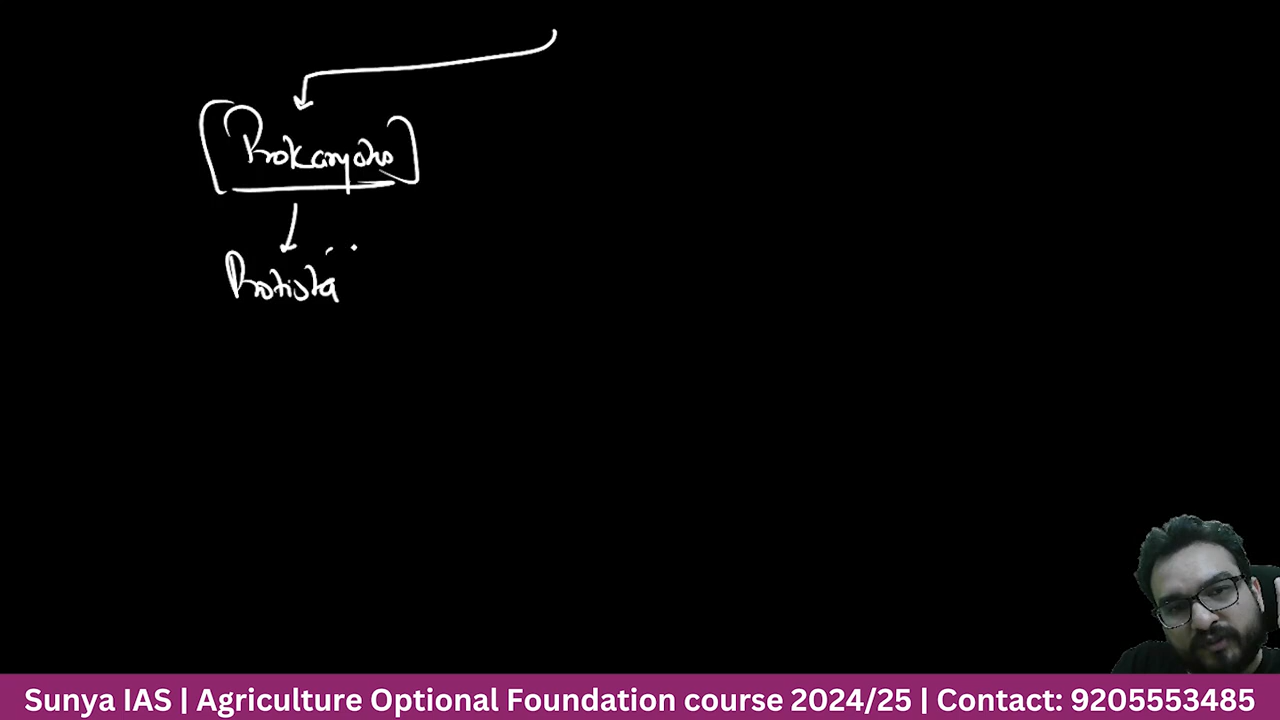 Prokaryotes
Protista
Sunya IAS | Agriculture Optional Foundation course 2024/25 | Contact: 9205553485